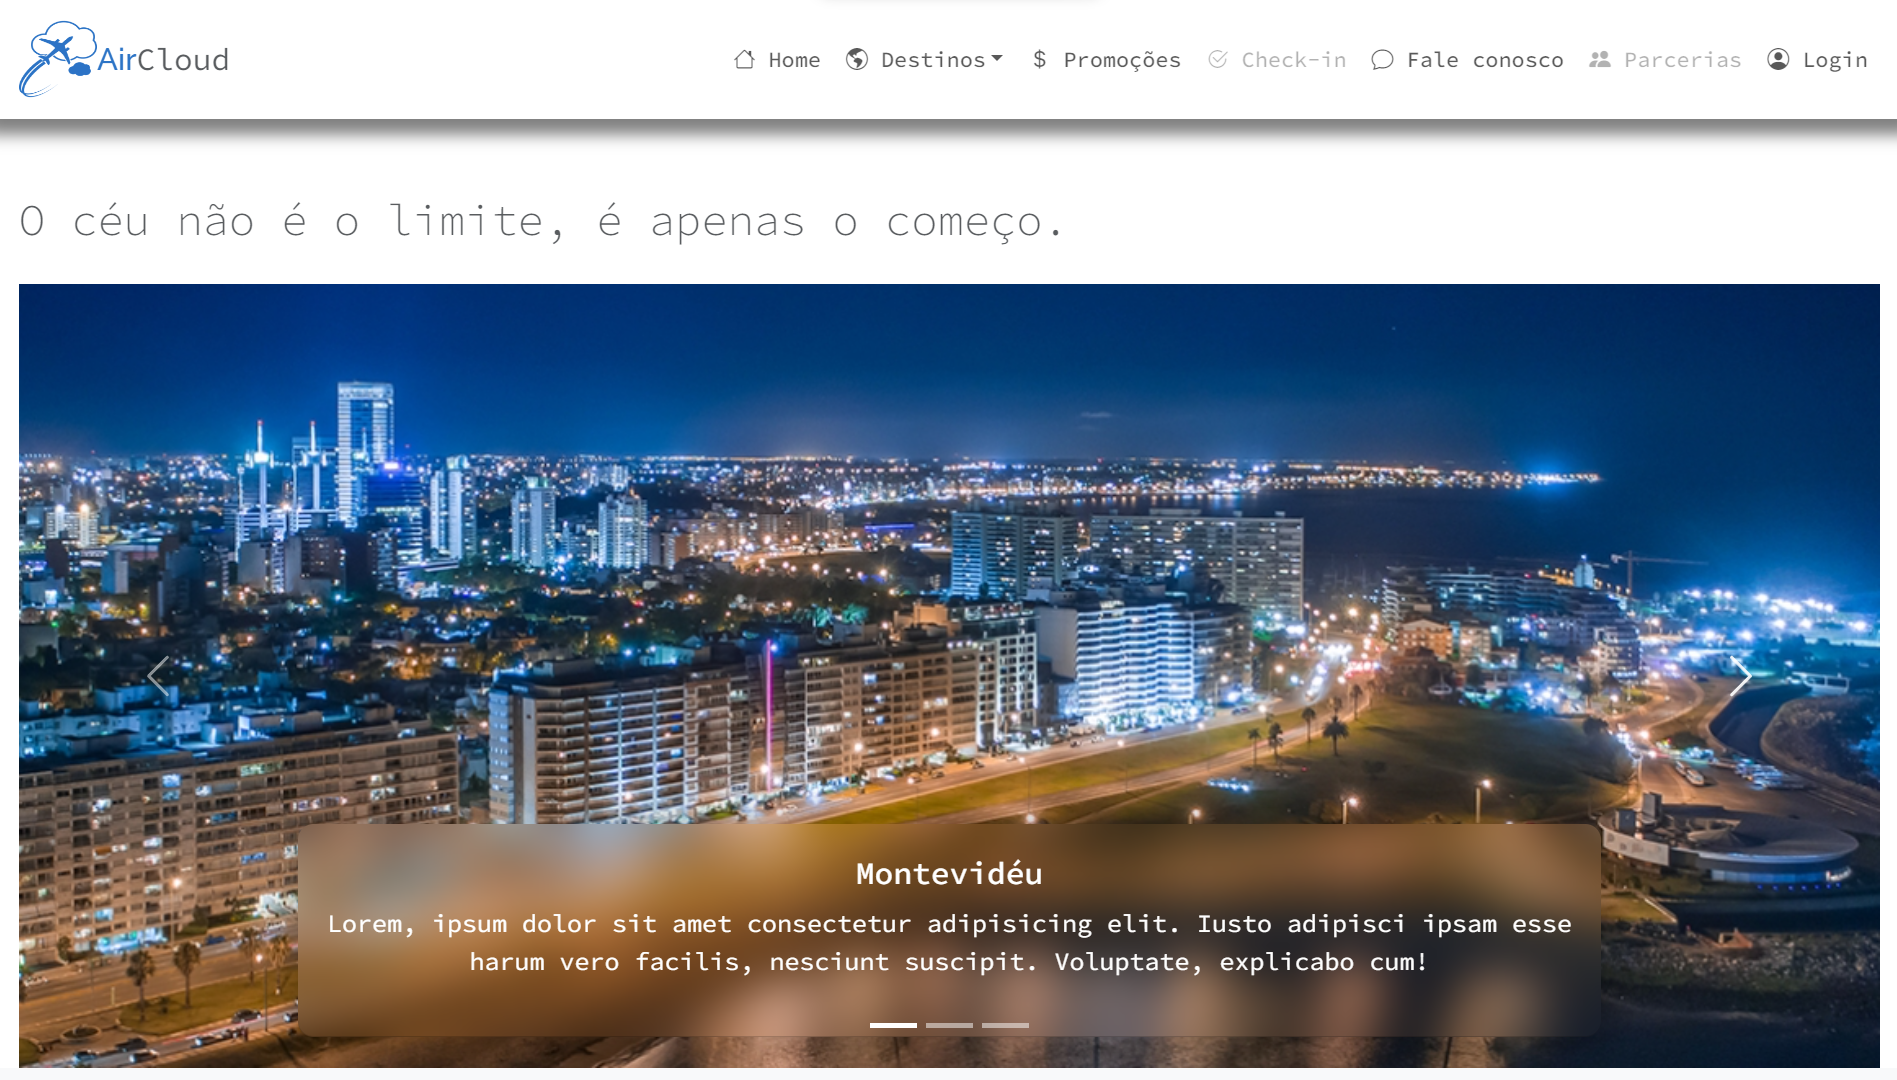 AirCloud
Home
Destinos
$ Promoções
Check-in
Fale conosco
Parcerias
Login
O céu não é o limite, é apenas o começo.
Montevidéu
Lorem, ipsum dolor sit amet consectetur adipisicing elit. Iusto adipisci ipsam esse
harum vero facilis, nesciunt suscipit. Voluptate, explicabo cum!